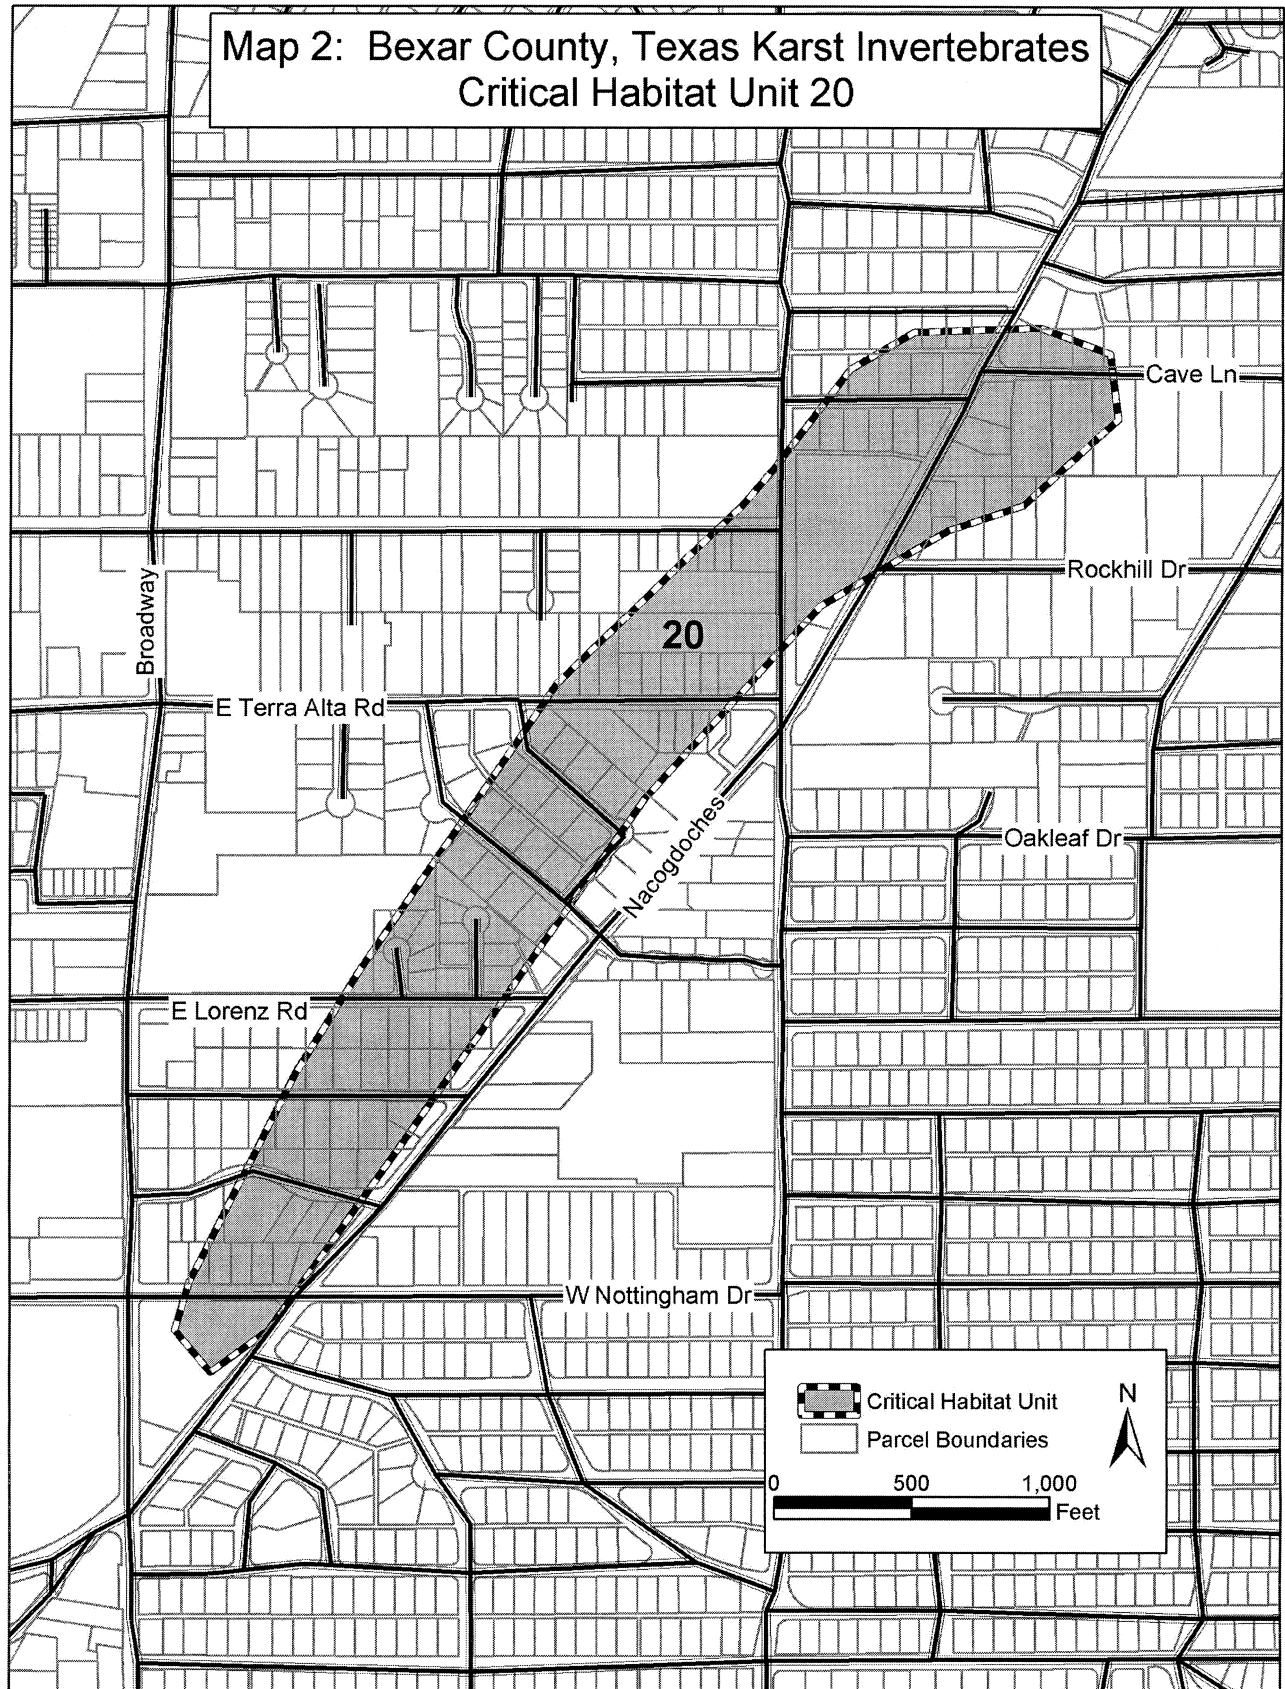 Map 2: Bexar County, Texas Karst Invertebrates
Critical Habitat Unit 20
Cave Ln
Rockhill Dr
Broadway
20
E Terra Alta Rd
Nacogdoches
Oakleaf Dr
E Lorenz Rd
W Nottingham Dr
Critical Habitat Unit
Parcel Boundaries
N
0 500 1,000
Feet